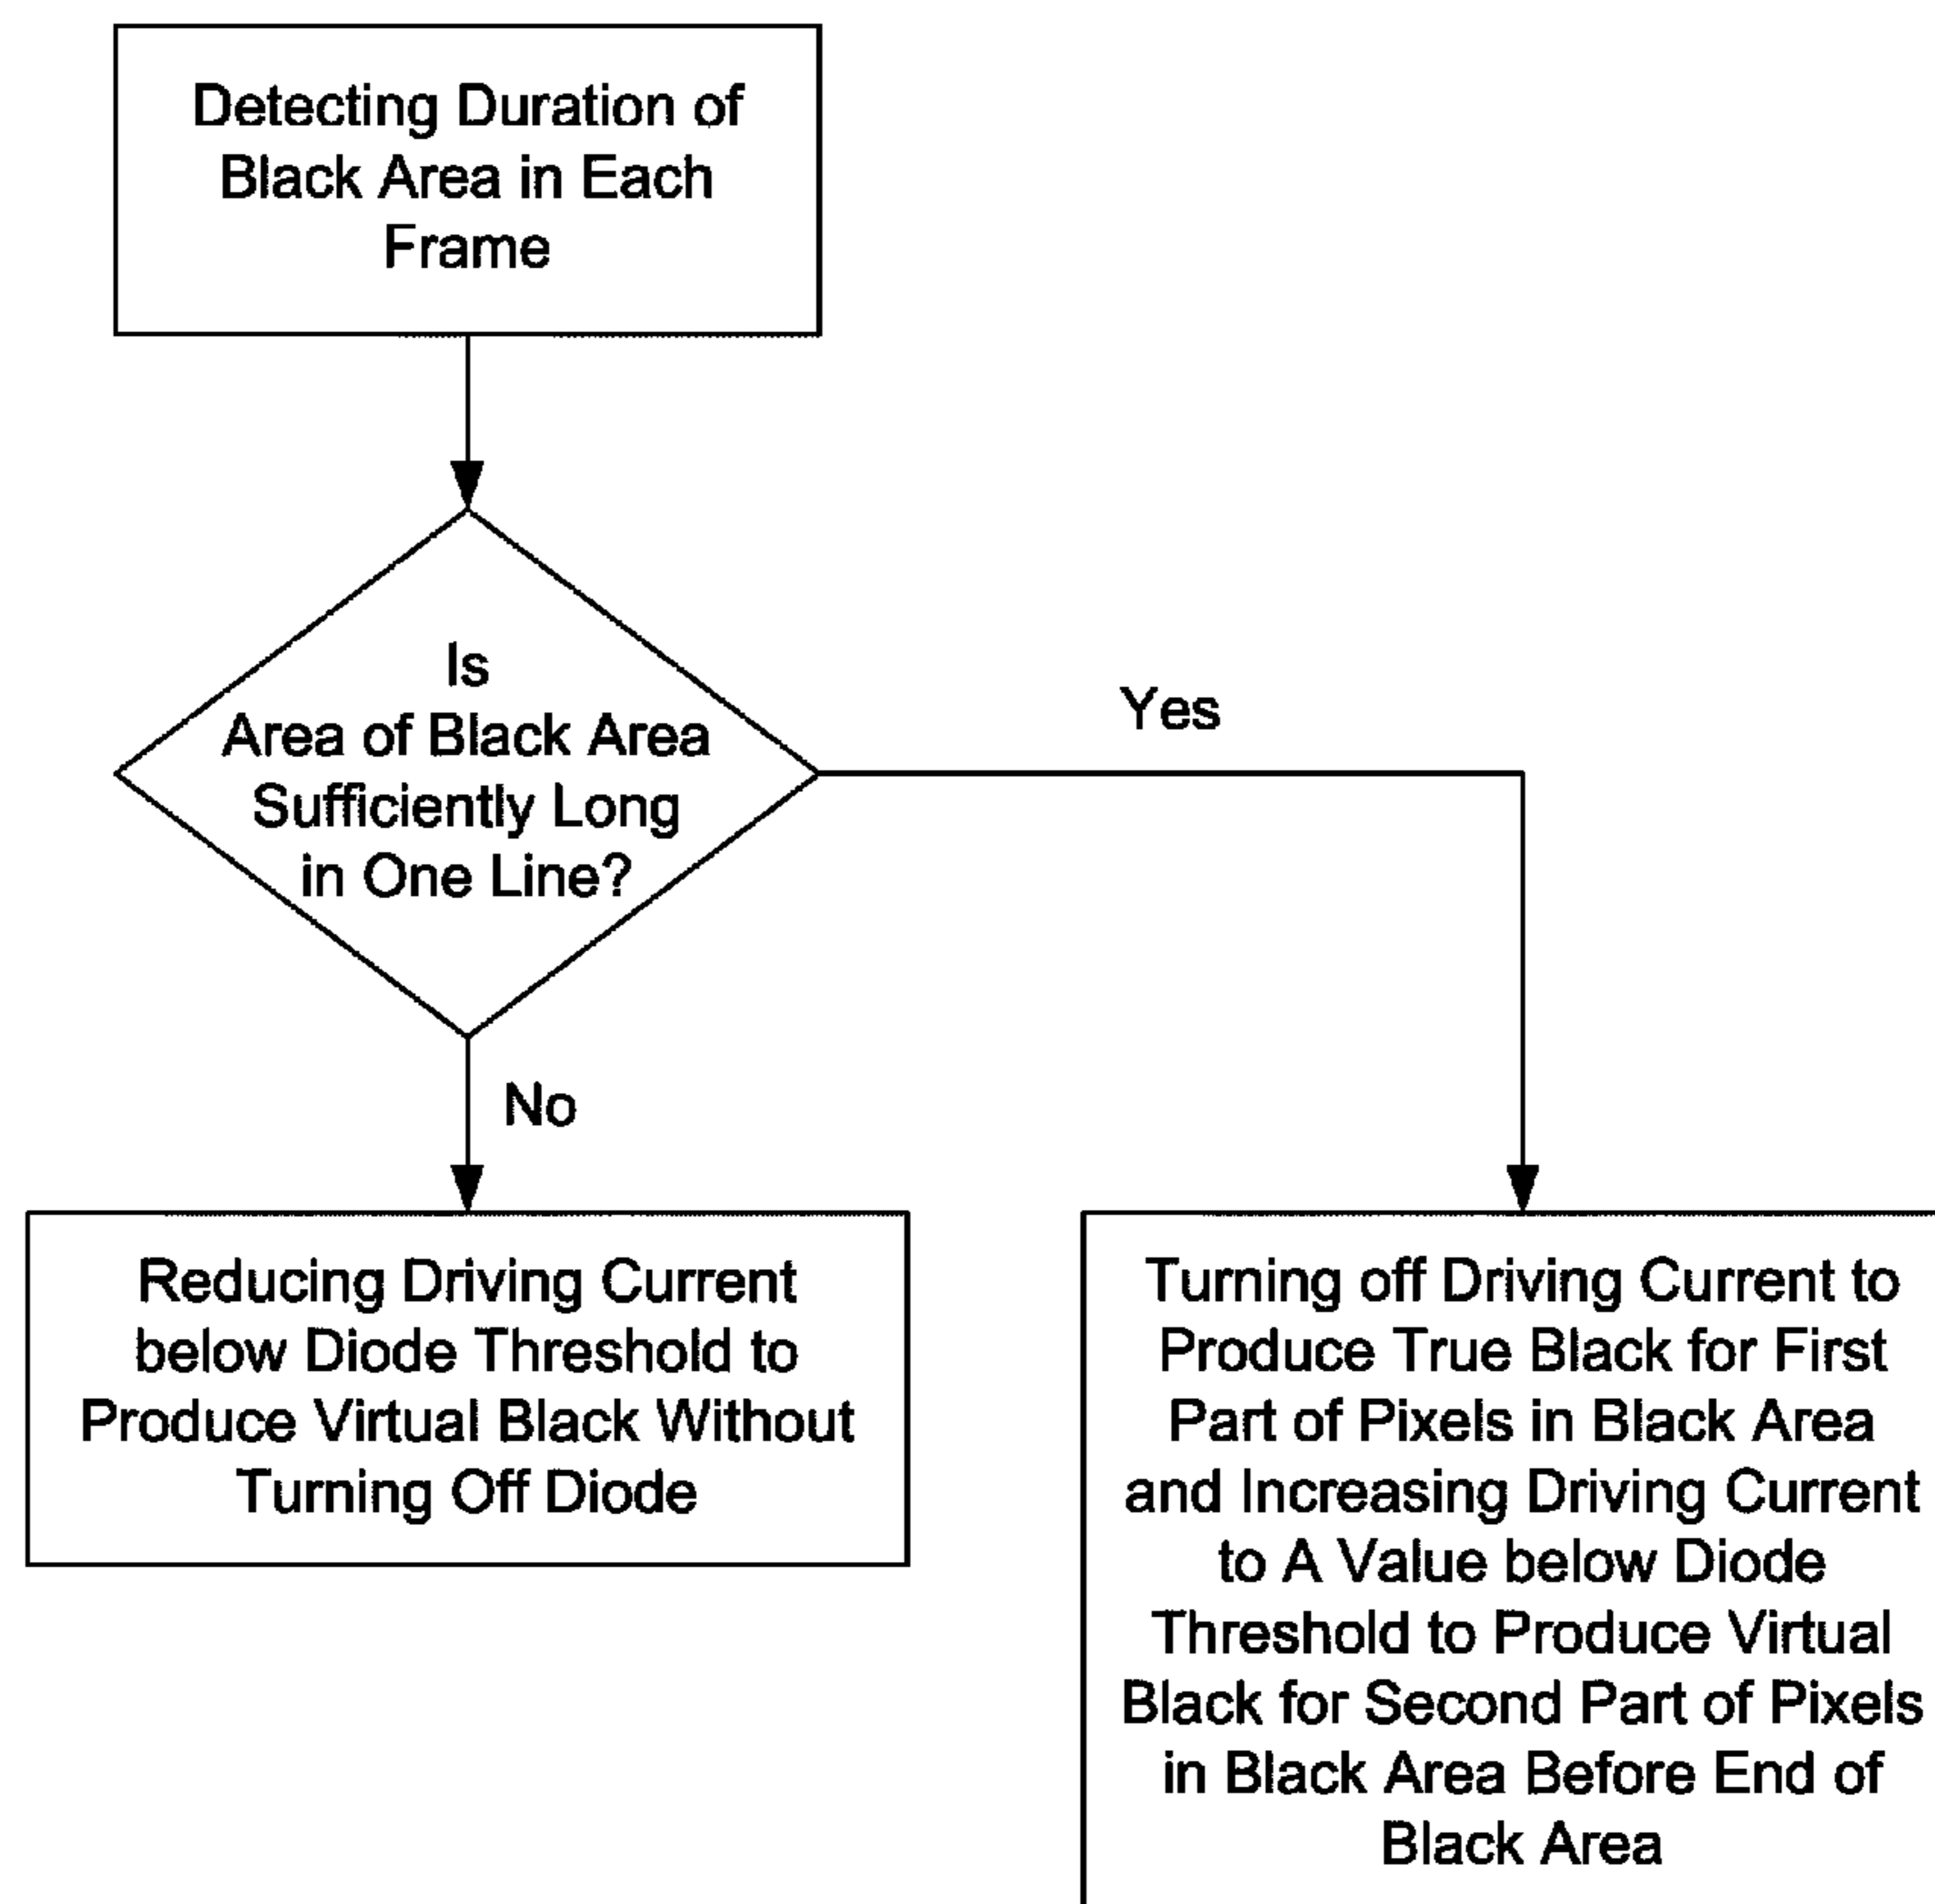 Detecting Duration of
Black Area in Each
Frame
Is
Area of Black Area
Sufficiently Long
in One Line?
Yes
No
Reducing Driving Current
below Diode Threshold to
Produce Virtual Black Without
Turning Off Diode
Turning off Driving Current to
Produce True Black for First
Part of Pixels in Black Area
and Increasing Driving Current
to A Value below Diode
Threshold to Produce Virtual
Black for Second Part of Pixels
in Black Area Before End of
Black Area